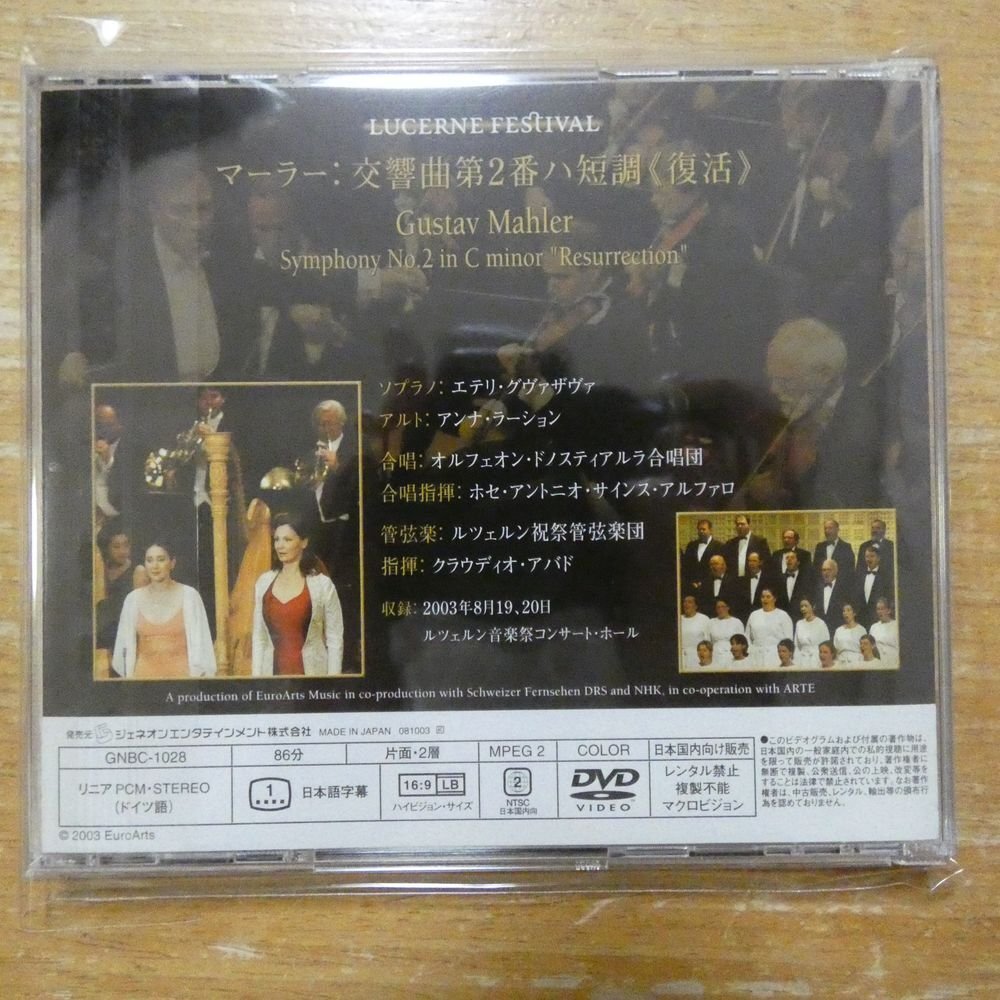 LUCERNE FESTIVAL
マーラー：交響曲第2番ハ短調《復活》
Gustav Mahler
Symphony No.2 in C minor "Resurrection"
ソプラノ：エテリ・グヴァザヴァ
アルト：アンナ・ラーション
合唱：オルフェオン・ドノスティアルラ合唱団
合唱指揮：ホセ・アントニオ・サインス・アルファロ
管弦楽：ルツェルン祝祭管弦楽団
指揮：クラウディオ・アバド
収録：2003年8月19、20日
ルツェルン音楽祭コンサート・ホール
A production of EuroArts Music in co-production with Schweizer Fernsehen DRS and NHK, in co-operation with ARTE
発売元 ジェネオン エンタテインメント株式会社 MADE IN JAPAN 081003
GNBC-1028 86分 片面・2層 MPEG 2 COLOR 日本国内向け販売
リニアPCM・STEREO
(ドイツ語)
1 日本語字幕
16:9 LB
ハイビジョン・サイズ
2
NTSC
日本国内向
DVD
VIDEO
レンタル禁止
複製不能
マクロビジョン
●このビデオグラムおよび付属の著作物は、
日本国内の一般家庭内での私的視聴に用途
を限って販売が許諾されており、著作権者に
無断で複製、公衆送信、公の上映、改変等を
することは法律で禁止されています。なお著作
権者は、中古販売、レンタル、輸出等の頒布行
為を認めておりません。
© 2003 EuroArts